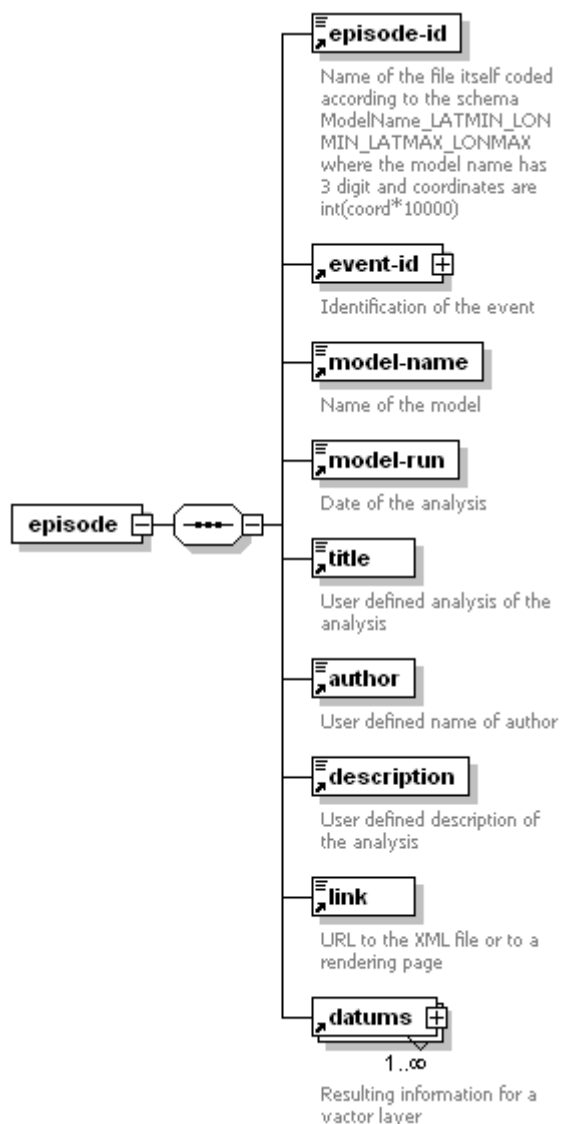 episode
episode-id
Name of the file itself coded
according to the schema
ModelName_LATMIN_LON
MIN_LATMAX_LONMAX
where the model name has
3 digit and coordinates are
int(coord*10000)
event-id
Identification of the event
model-name
Name of the model
model-run
Date of the analysis
title
User defined analysis of the
analysis
author
User defined name of author
description
User defined description of
the analysis
link
URL to the XML file or to a
rendering page
datums
1..∞
Resulting information for a
vactor layer